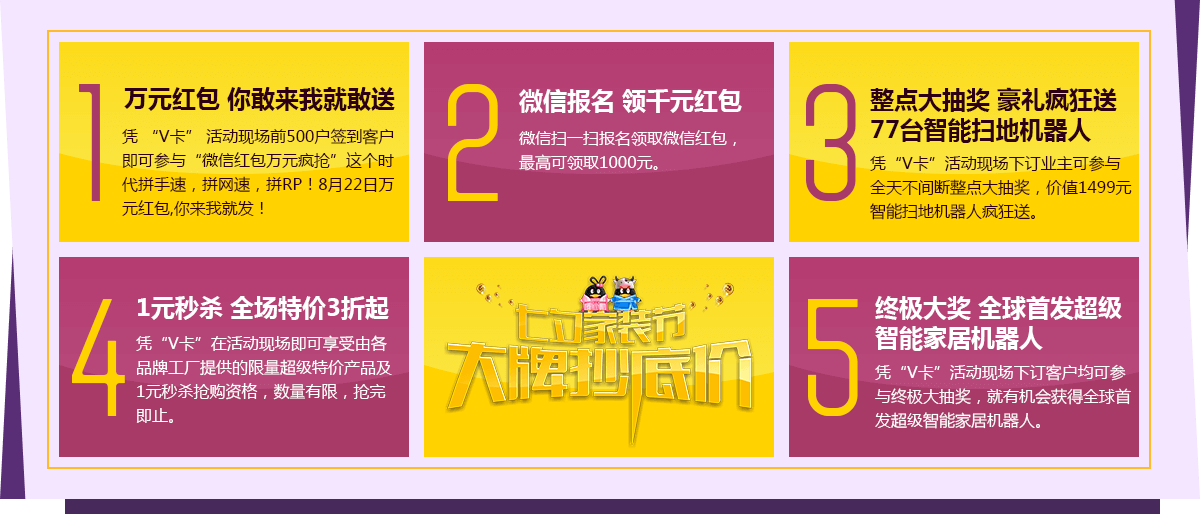 1
万元红包 你敢来我就敢送
凭 “V卡” 活动现场前500户签到客户
即可参与“微信红包万元疯抢”这个时
代拼手速，拼网速，拼RP！8月22日万
元红包,你来我就发！
2
微信报名 领千元红包
微信扫一扫报名领取微信红包，
最高可领取1000元。
3
整点大抽奖 豪礼疯狂送
77台智能扫地机器人
凭“V卡”活动现场下订业主可参与
全天不间断整点大抽奖，价值1499元
智能扫地机器人疯狂送。
4
1元秒杀 全场特价3折起
凭“V卡”在活动现场即可享受由各
品牌工厂提供的限量超级特价产品及
1元秒杀抢购资格，数量有限，抢完
即止。
七夕家装节
大牌抄底价
5
终极大奖 全球首发超级
智能家居机器人
凭“V卡”活动现场下订客户均可参
与终极大抽奖，就有机会获得全球首
发超级智能家居机器人。